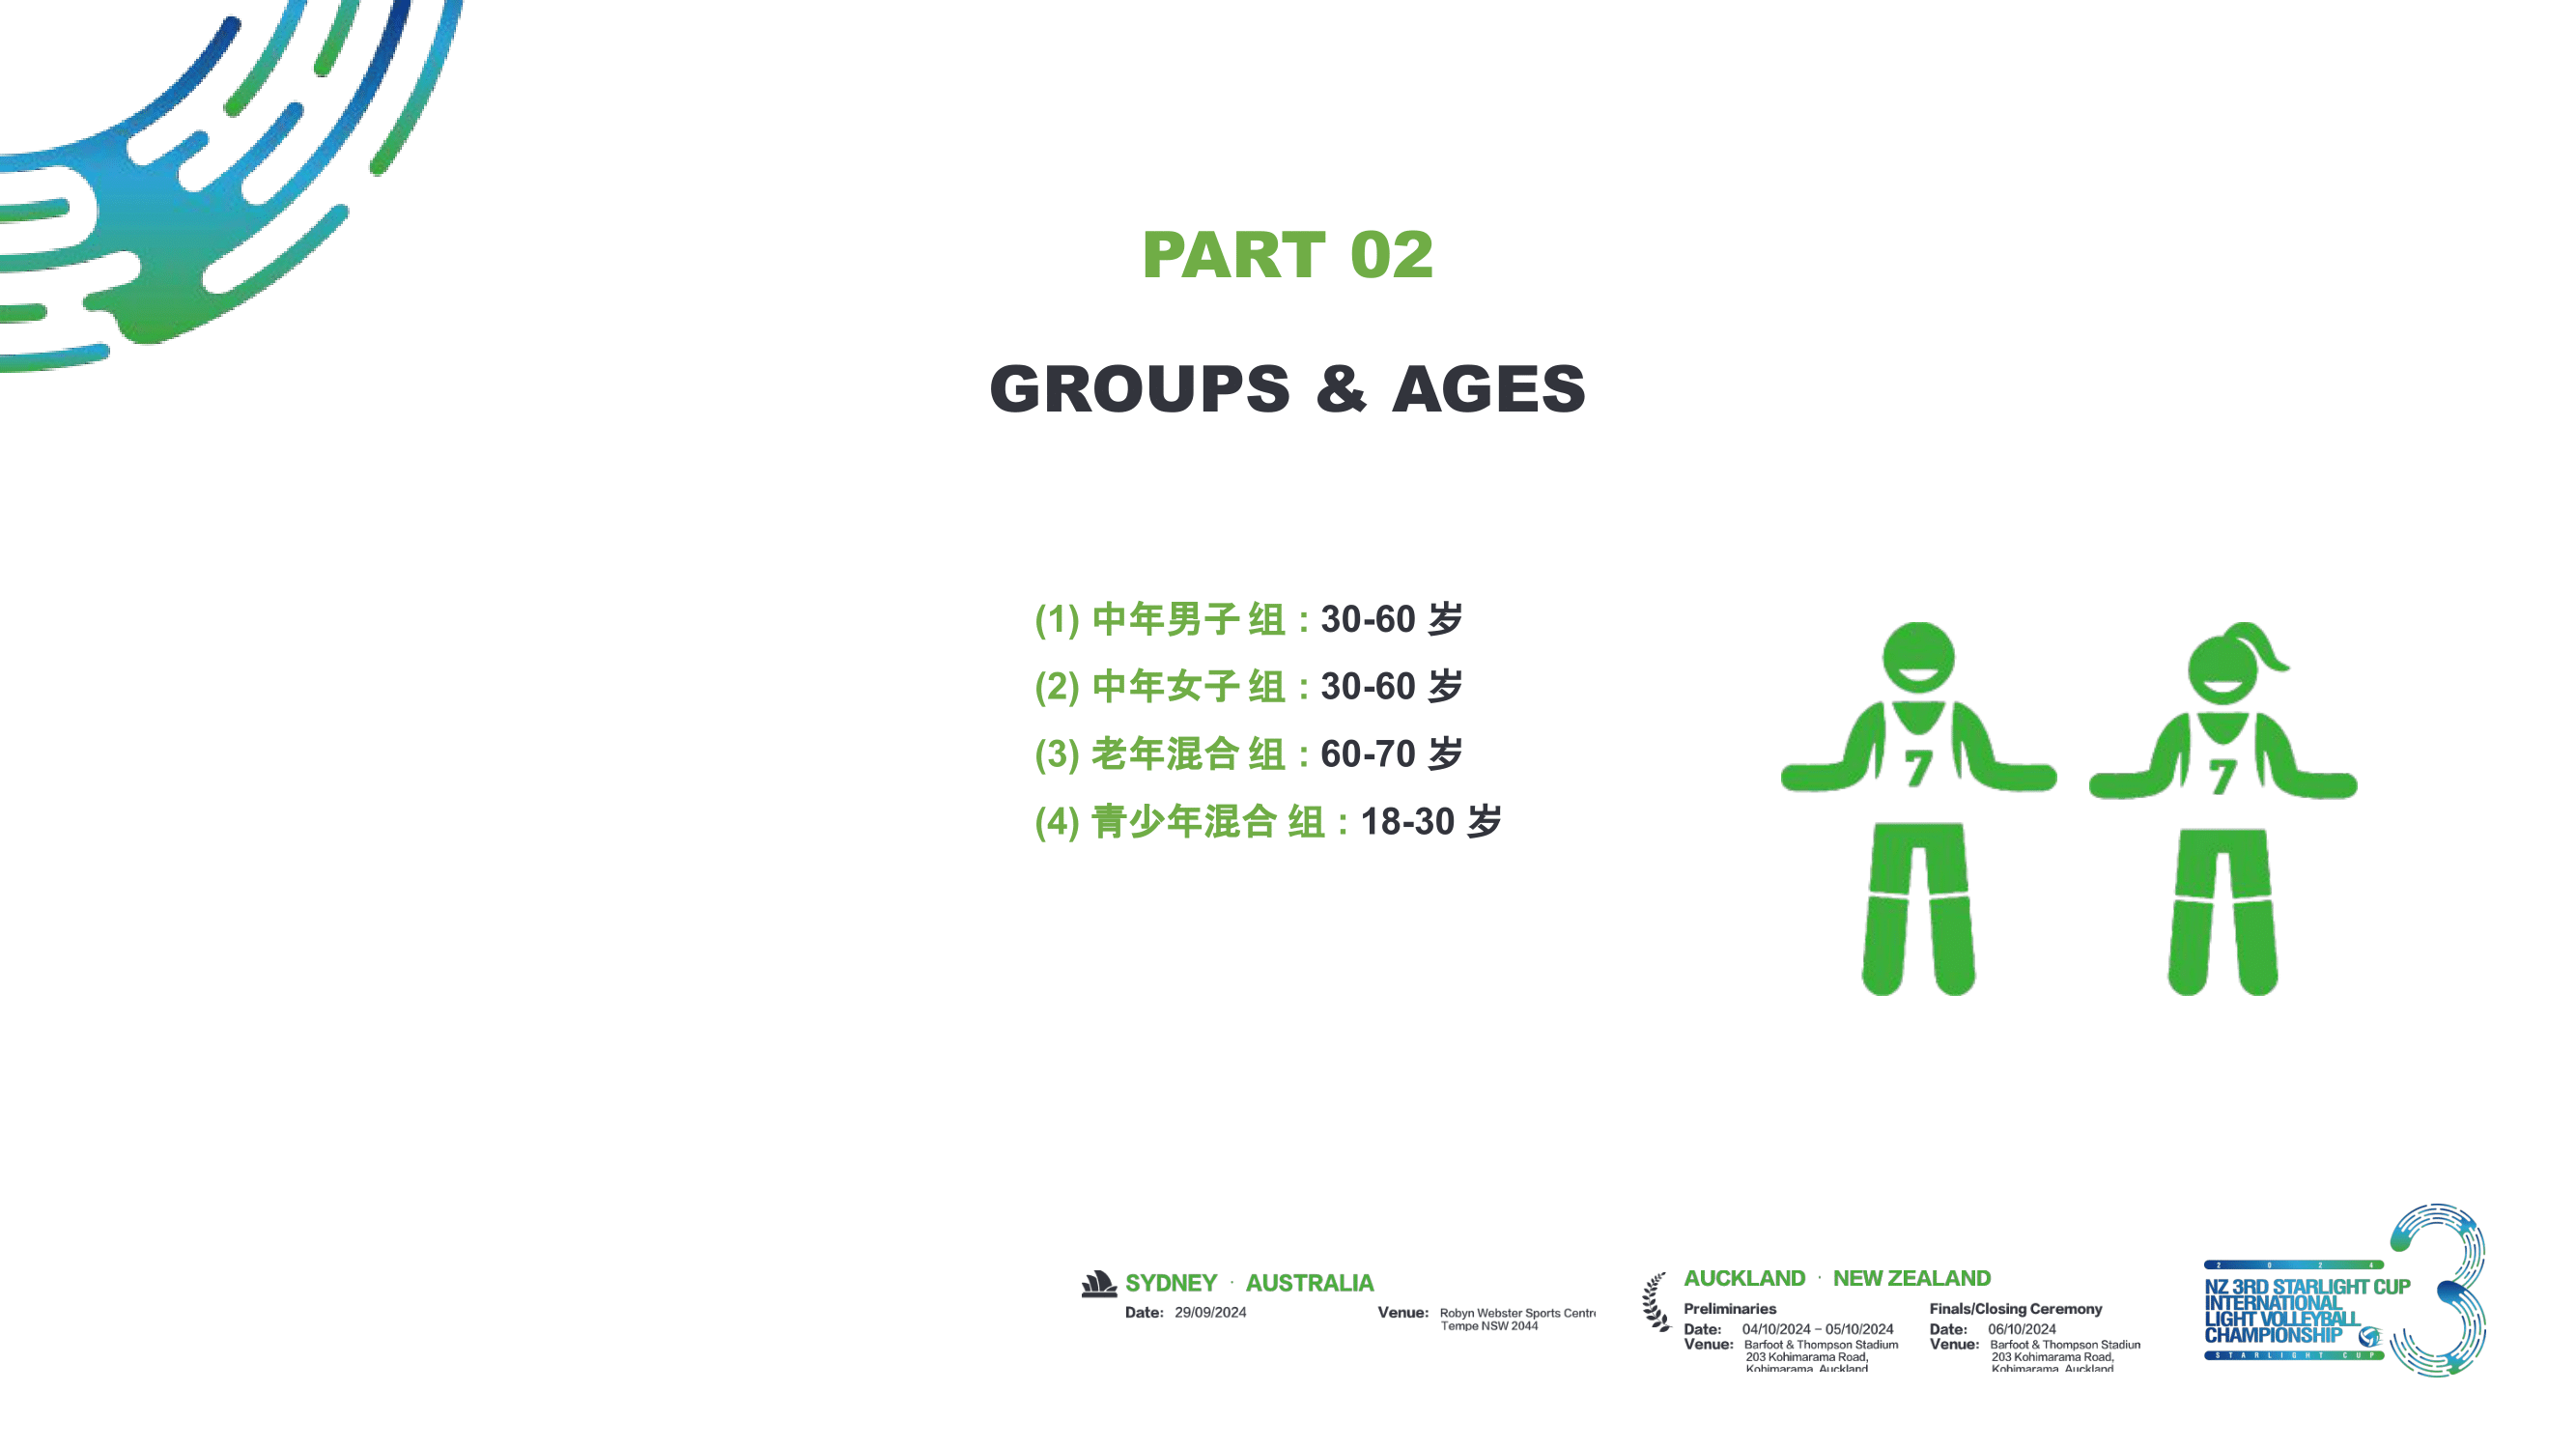 PART 02
GROUPS & AGES
(1) 中年男子 组 : 30-60 岁
(2) 中年女子 组 : 30-60 岁
(3) 老年混合 组 : 60-70 岁
(4) 青少年混合 组 : 18-30 岁
7
7
SYDNEY · AUSTRALIA
Date: 29/09/2024
Venue: Robyn Webster Sports Centre
Tempe NSW 2044
AUCKLAND · NEW ZEALAND
Preliminaries
Date: 04/10/2024 – 05/10/2024
Venue: Barfoot & Thompson Stadium
203 Kohimarama Road,
Kohimarama, Auckland
Finals/Closing Ceremony
Date: 06/10/2024
Venue: Barfoot & Thompson Stadium
203 Kohimarama Road,
Kohimarama, Auckland
2 0 2 4
NZ 3RD STARLIGHT CUP
INTERNATIONAL
LIGHT VOLLEYBALL
CHAMPIONSHIP
STARLIGHT CUP
3